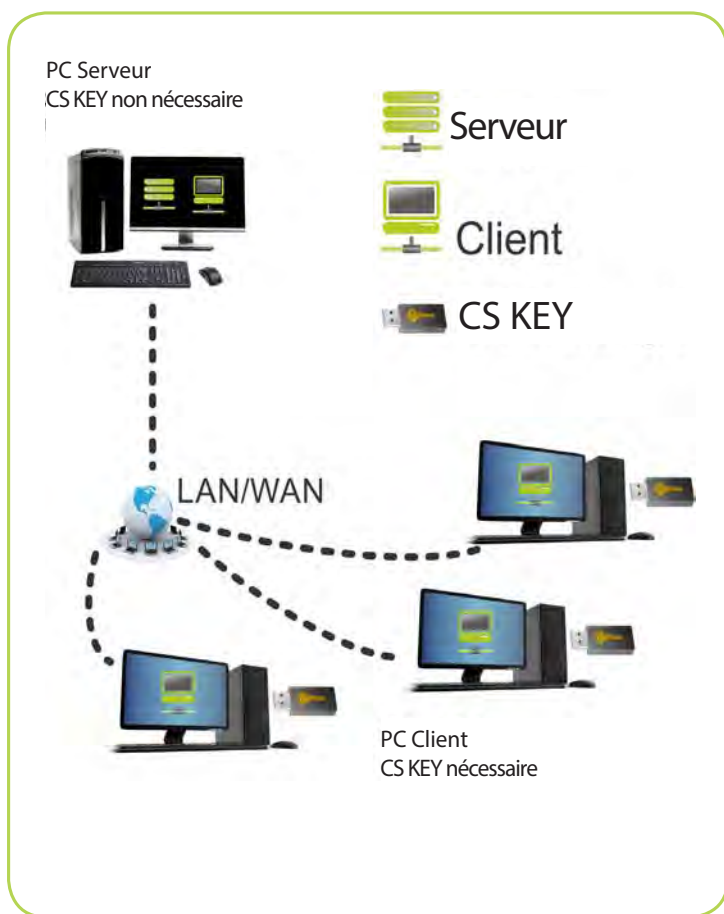 PC Serveur
CS KEY non nécessaire
Serveur
Client
CS KEY
LAN/WAN
PC Client
CS KEY nécessaire